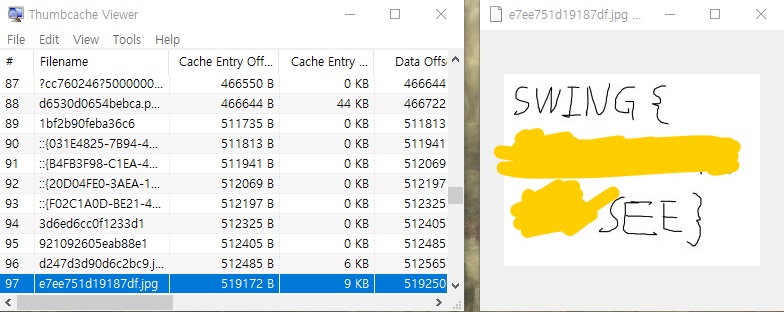 Thumbcache Viewer
File Edit View Tools Help
# Filename Cache Entry Off... Cache Entry ... Data Offs
87 ?cc760246?5000000... 466550 B 0 KB 466644
88 d6530d0654bebca.p... 466644 B 44 KB 466722
89 1bf2b90feba36c6 511735 B 0 KB 511813
90 ::{031E4825-7B94-4... 511813 B 0 KB 511941
91 ::{B4FB3F98-C1EA-4... 511941 B 0 KB 512069
92 ::{20D04FE0-3AEA-1... 512069 B 0 KB 512197
93 ::{F02C1A0D-BE21-4... 512197 B 0 KB 512325
94 3d6ed6cc0f1233d1 512325 B 0 KB 512405
95 921092605eab88e1 512405 B 0 KB 512485
96 d247d3d90d6c2bc9.j... 512485 B 6 KB 512565
97 e7ee751d19187df.jpg 519172 B 9 KB 519250
e7ee751d19187df.jpg ...
SWING {
SEE }